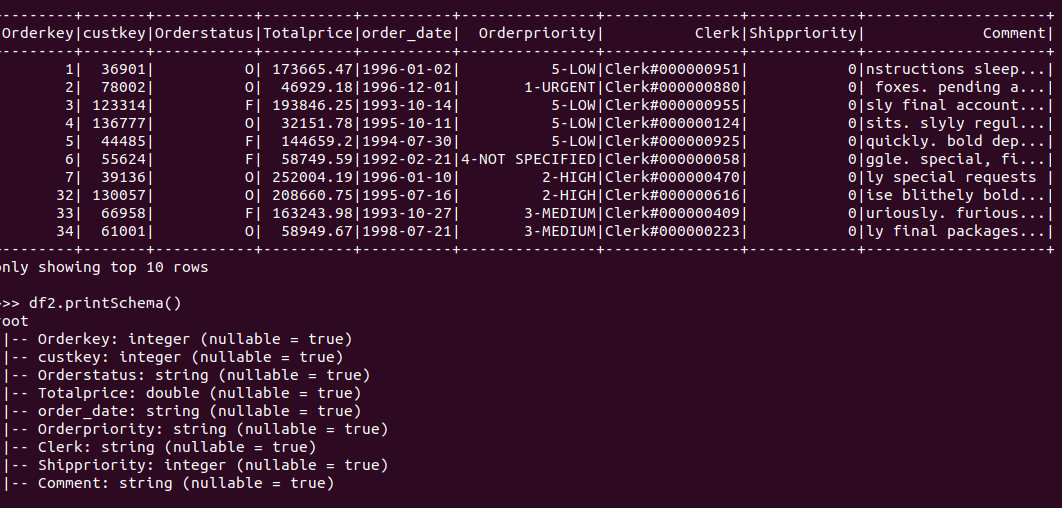 ---------+-------+-----------+----------+----------+---------------+---------------+------------+--------------------+
Orderkey|custkey|Orderstatus|Totalprice|order_date|  Orderpriority|          Clerk|Shippriority|             Comment|
---------+-------+-----------+----------+----------+---------------+---------------+------------+--------------------+
       1|  36901|          O| 173665.47|1996-01-02|          5-LOW|Clerk#000000951|           0|nstructions sleep...|
       2|  78002|          O|  46929.18|1996-12-01|       1-URGENT|Clerk#000000880|           0| foxes. pending a...|
       3| 123314|          F| 193846.25|1993-10-14|          5-LOW|Clerk#000000955|           0|sly final account...|
       4| 136777|          O|  32151.78|1995-10-11|          5-LOW|Clerk#000000124|           0|sits. slyly regul...|
       5|  44485|          F|  144659.2|1994-07-30|          5-LOW|Clerk#000000925|           0|quickly. bold dep...|
       6|  55624|          F|  58749.59|1992-02-21|4-NOT SPECIFIED|Clerk#000000058|           0|ggle. special, fi...|
       7|  39136|          O| 252004.19|1996-01-10|         2-HIGH|Clerk#000000470|           0|ly special requests |
      32| 130057|          O| 208660.75|1995-07-16|         2-HIGH|Clerk#000000616|           0|ise blithely bold...|
      33|  66958|          F| 163243.98|1993-10-27|       3-MEDIUM|Clerk#000000409|           0|uriously. furious...|
      34|  61001|          O|  58949.67|1998-07-21|       3-MEDIUM|Clerk#000000223|           0|ly final packages...|
---------+-------+-----------+----------+----------+---------------+---------------+------------+--------------------+
only showing top 10 rows
>>> df2.printSchema()
root
|-- Orderkey: integer (nullable = true)
|-- custkey: integer (nullable = true)
|-- Orderstatus: string (nullable = true)
|-- Totalprice: double (nullable = true)
|-- order_date: string (nullable = true)
|-- Orderpriority: string (nullable = true)
|-- Clerk: string (nullable = true)
|-- Shippriority: integer (nullable = true)
|-- Comment: string (nullable = true)